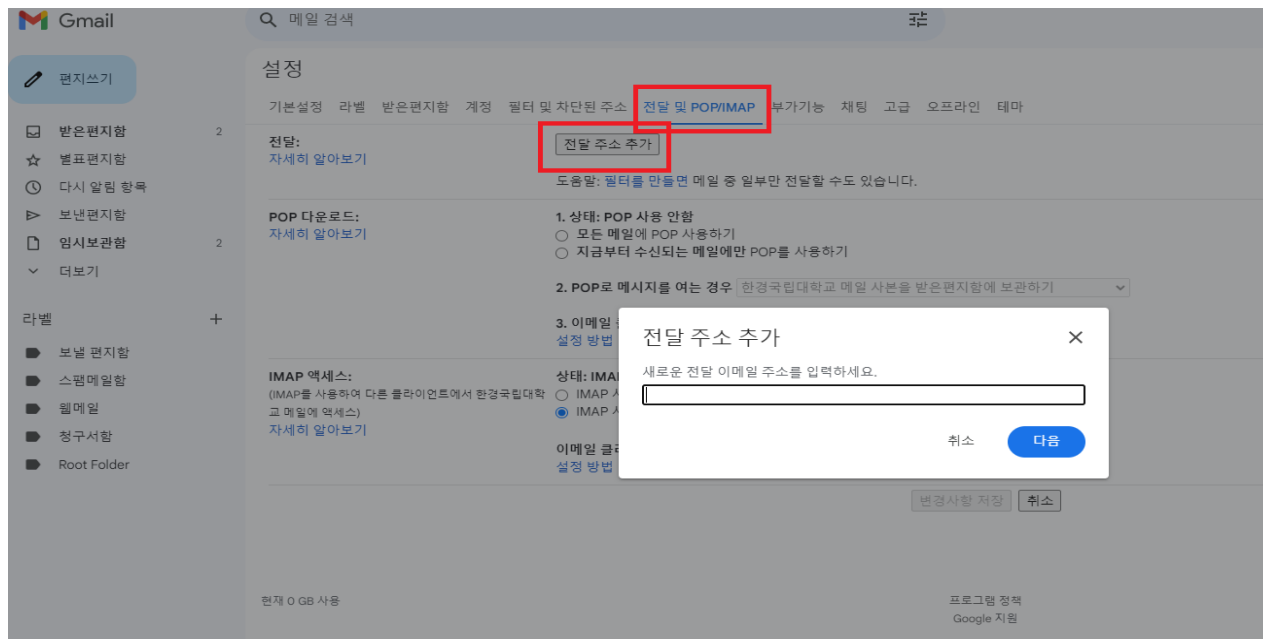 Gmail
메일 검색
편지쓰기
받은편지함 2
별표편지함
다시 알림 항목
보낸편지함
임시보관함 2
더보기
라벨
보낼 편지함
스팸메일함
웹메일
청구서함
Root Folder
설정
기본설정 라벨 받은편지함 계정 필터 및 차단된 주소 전달 및 POP/IMAP 부가기능 채팅 고급 오프라인 테마
전달:
자세히 알아보기
전달 주소 추가
도움말: 필터를 만들면 메일 중 일부만 전달할 수도 있습니다.
POP 다운로드:
자세히 알아보기
1. 상태: POP 사용 안함
모든 메일에 POP 사용하기
지금부터 수신되는 메일에만 POP를 사용하기
2. POP로 메시지를 여는 경우 한경국립대학교 메일 사본을 받은편지함에 보관하기
3. 이메일
설정 방법
IMAP 액세스:
(IMAP를 사용하여 다른 클라이언트에서 한경국립대학
교 메일에 액세스)
자세히 알아보기
상태: IMAP
IMAP
IMAP
이메일
설정 방법
전달 주소 추가
새로운 전달 이메일 주소를 입력하세요.
취소 다음
변경사항 저장 취소
현재 0 GB 사용
프로그램 정책
Google 지원